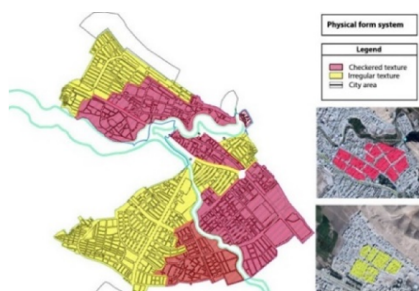 Physical form system
Legend
Checkered texture
Irregular texture
City area